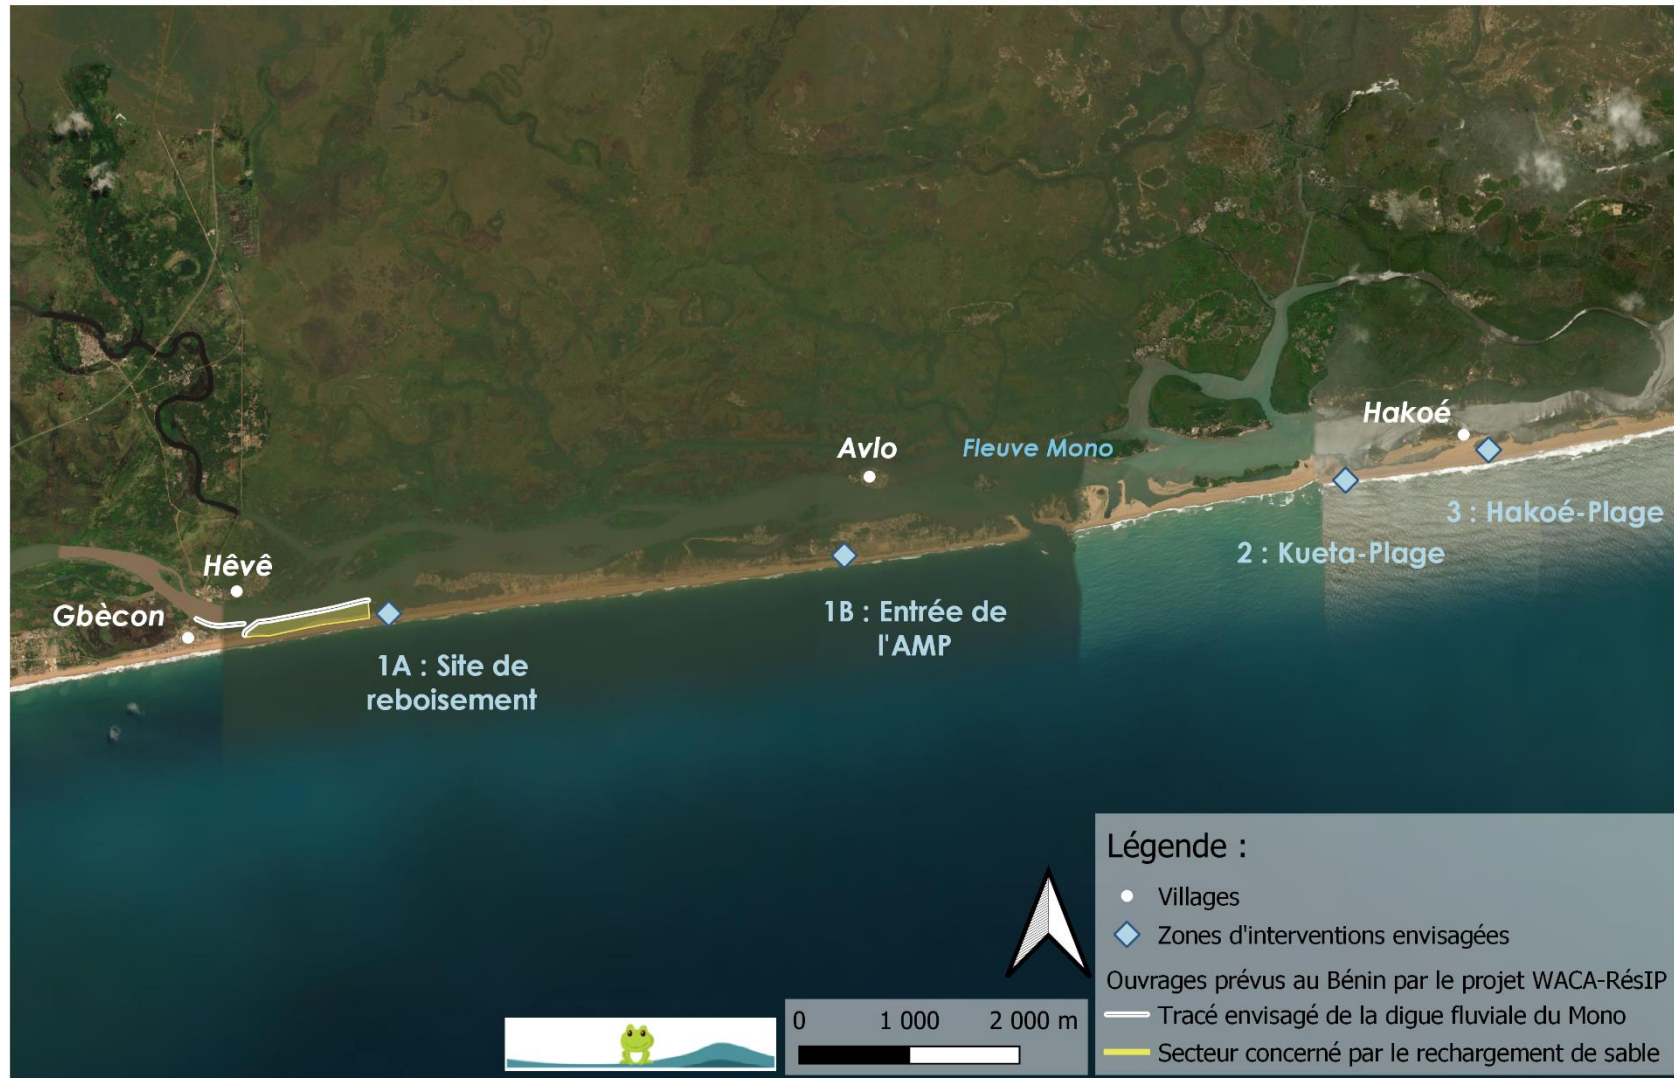 Hakoé
Avlo
Fleuve Mono
3 : Hakoé-Plage
2 : Kueta-Plage
Hêvê
Gbècon
1B : Entrée de
l'AMP
1A : Site de
reboisement
Légende :
Villages
Zones d'interventions envisagées
Ouvrages prévus au Bénin par le projet WACA-RésIP
Tracé envisagé de la digue fluviale du Mono
Secteur concerné par le rechargement de sable
0 1 000 2 000 m